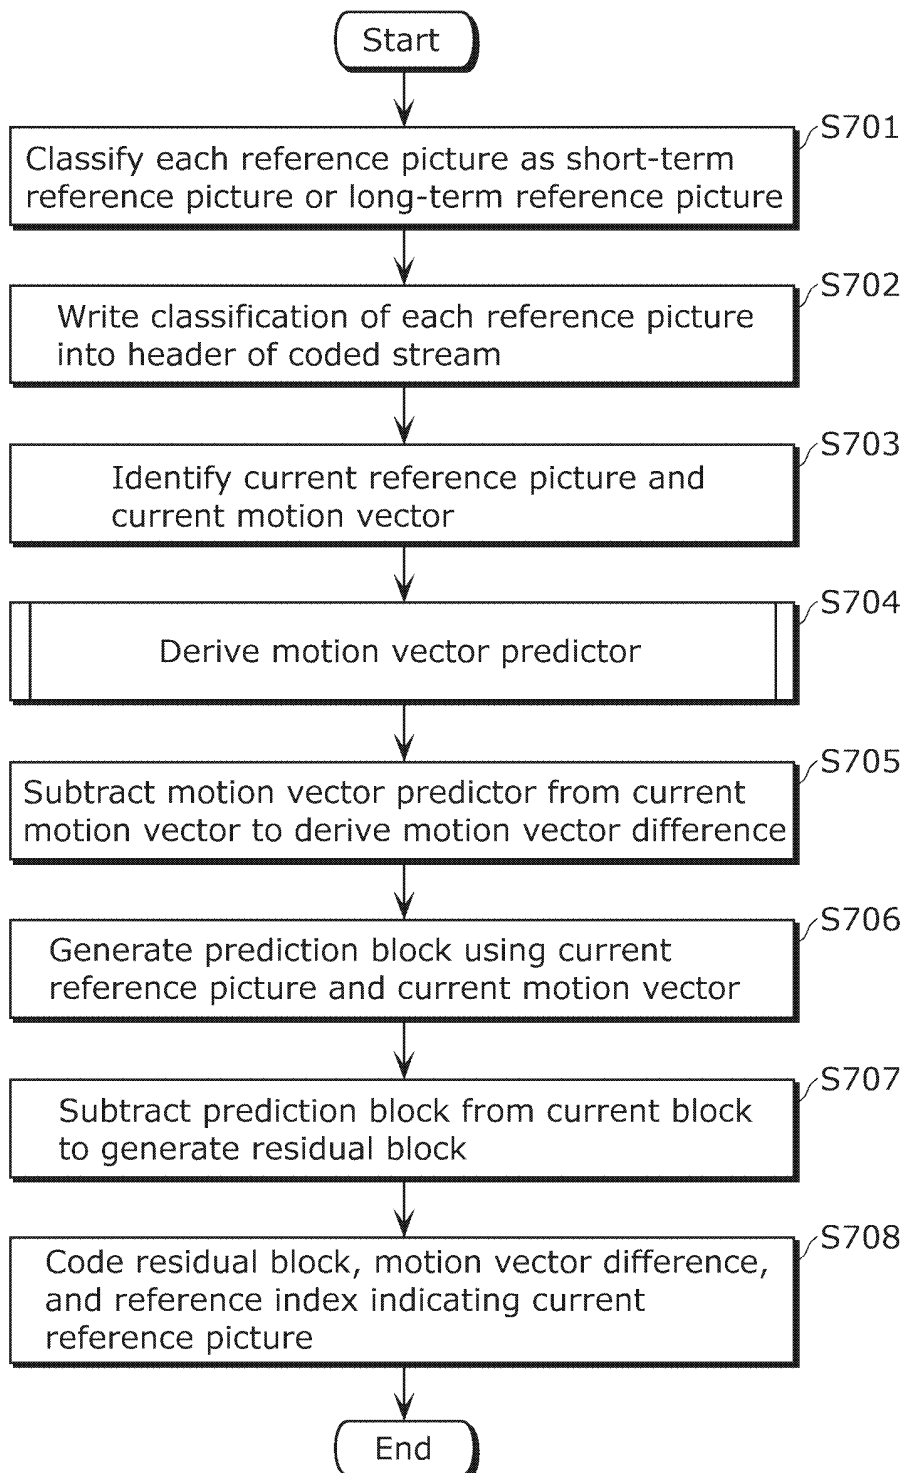 Start
S701
Classify each reference picture as short-term
reference picture or long-term reference picture
S702
Write classification of each reference picture
into header of coded stream
S703
Identify current reference picture and
current motion vector
S704
Derive motion vector predictor
S705
Subtract motion vector predictor from current
motion vector to derive motion vector difference
S706
Generate prediction block using current
reference picture and current motion vector
S707
Subtract prediction block from current block
to generate residual block
S708
Code residual block, motion vector difference,
and reference index indicating current
reference picture
End